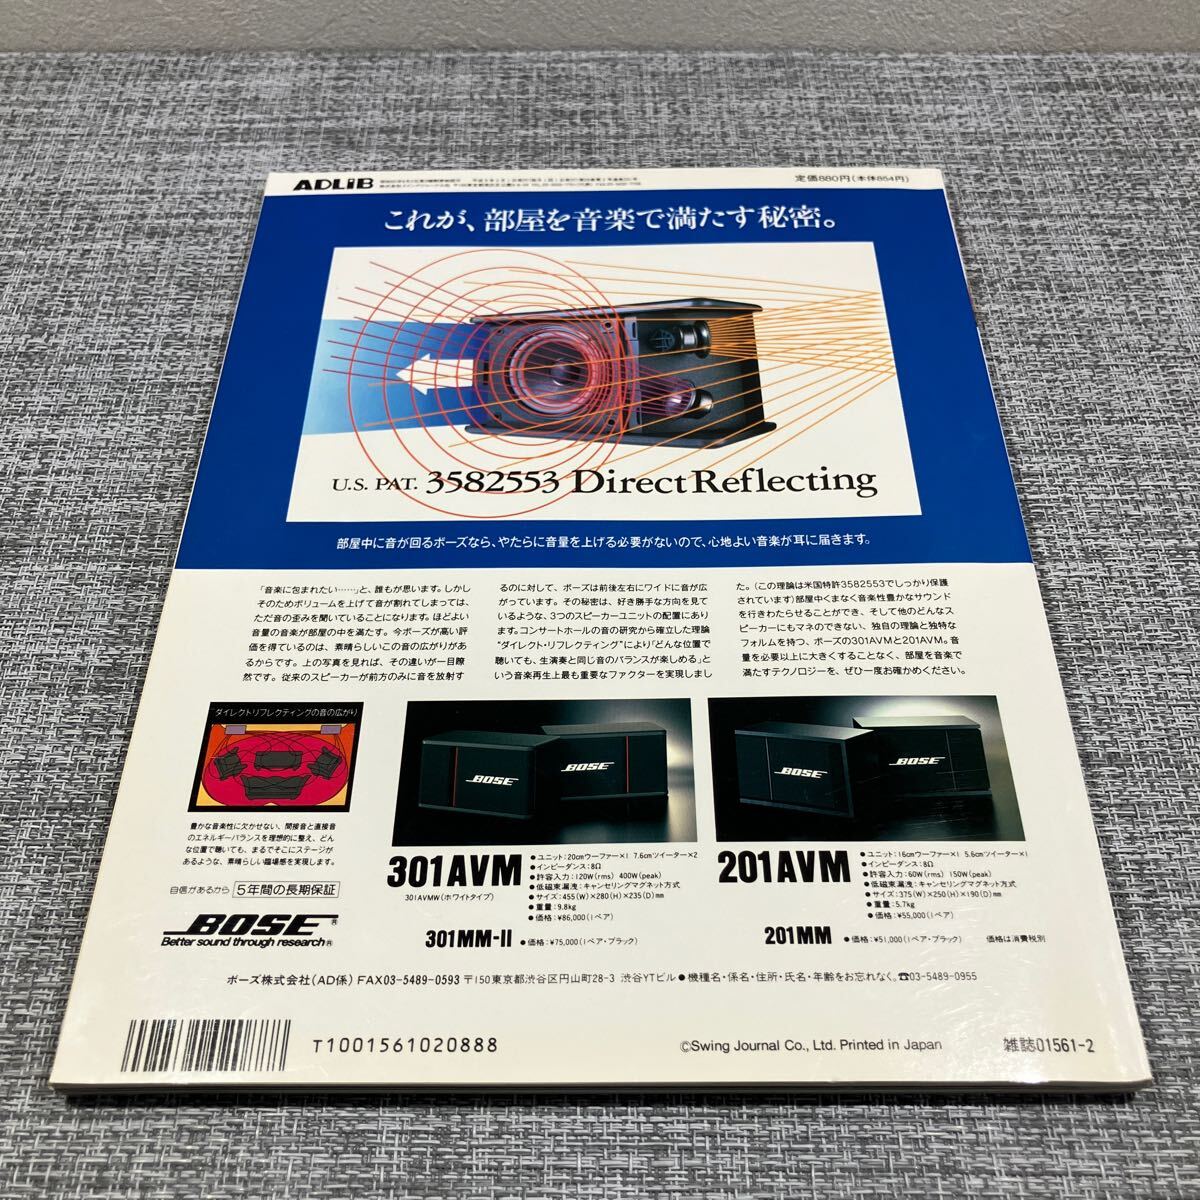 ADLiB
定価880円(本体854円)
これが、部屋を音楽で満たす秘密。
U.S. PAT. 3582553 Direct Reflecting
部屋中に音が回るボーズなら、やたらに音量を上げる必要がないので、心地よい音楽が耳に届きます。
「音楽に包まれたい……」と、誰もが思います。しかし
そのためボリュームを上げて音が割れてしまっては、
ただ音の歪みを聞いていることになります。ほどよい
音量の音楽が部屋の中を満たす。今ボーズが高い評
価を得ているのは、素晴らしいこの音の広がりがあ
るからです。上の写真を見れば、その違いが一目瞭
然です。従来のスピーカーが前方のみに音を放射す
るのに対して、ボーズは前後左右にワイドに音が広
がっています。その秘密は、好き勝手な方向を見て
いるような、3つのスピーカーユニットの配置にありま
す。コンサートホールの音の研究から確立した理論
“ダイレクト・リフレクティング”により「どんな位置で
聴いても、生演奏と同じ音のバランスが楽しめる」と
いう音楽再生上最も重要なファクターを実現しまし
た。(この理論は米国特許3582553でしっかり保護
されています)部屋中くまなく音楽性豊かなサウンド
を行きわたらせることができ、そして他のどんなス
ピーカーにもマネのできない、独自の理論と独特な
フォルムを持つ、ボーズの301AVMと201AVM。音
量を必要以上に大きくすることなく、部屋を音楽で
満たすテクノロジーを、ぜひ一度お確かめください。
ダイレクトリフレクティングの音の広がり
豊かな音楽性に欠かせない、間接音と直接音
のエネルギーバランスを理想的に整え、どん
な位置で聴いても、まるでそこにステージが
あるような、素晴らしい臨場感を実現します。
自信があるから 5年間の長期保証
BOSE®
Better sound through research®
BOSE
BOSE
301AVM
301AVMW(ホワイトタイプ)
●ユニット:20cmウーファー×1 7.6cmツイーター×2
●インピーダンス:8Ω
●許容入力:120W(rms) 400W(peak)
●低磁束漏洩:キャンセリングマグネット方式
●サイズ:455(W)×280(H)×235(D)mm
●重量:9.8kg
●価格:¥86,000(1ペア)
301MM-II ●価格:¥75,000(1ペア・ブラック)
BOSE
BOSE
201AVM
●ユニット:16cmウーファー×1 5.6cmツイーター×1
●インピーダンス:8Ω
●許容入力:60W(rms) 150W(peak)
●低磁束漏洩:キャンセリングマグネット方式
●サイズ:375(W)×250(H)×190(D)mm
●重量:5.7kg
●価格:¥55,000(1ペア)
201MM ●価格:¥51,000(1ペア・ブラック) 価格は消費税別
ボーズ株式会社(AD係) FAX03-5489-0593 〒150東京都渋谷区円山町28-3 渋谷YTビル●機種名・係名・住所・氏名・年齢をお忘れなく。☎03-5489-0955
T1001561020888
©Swing Journal Co., Ltd. Printed in Japan
雑誌01561-2